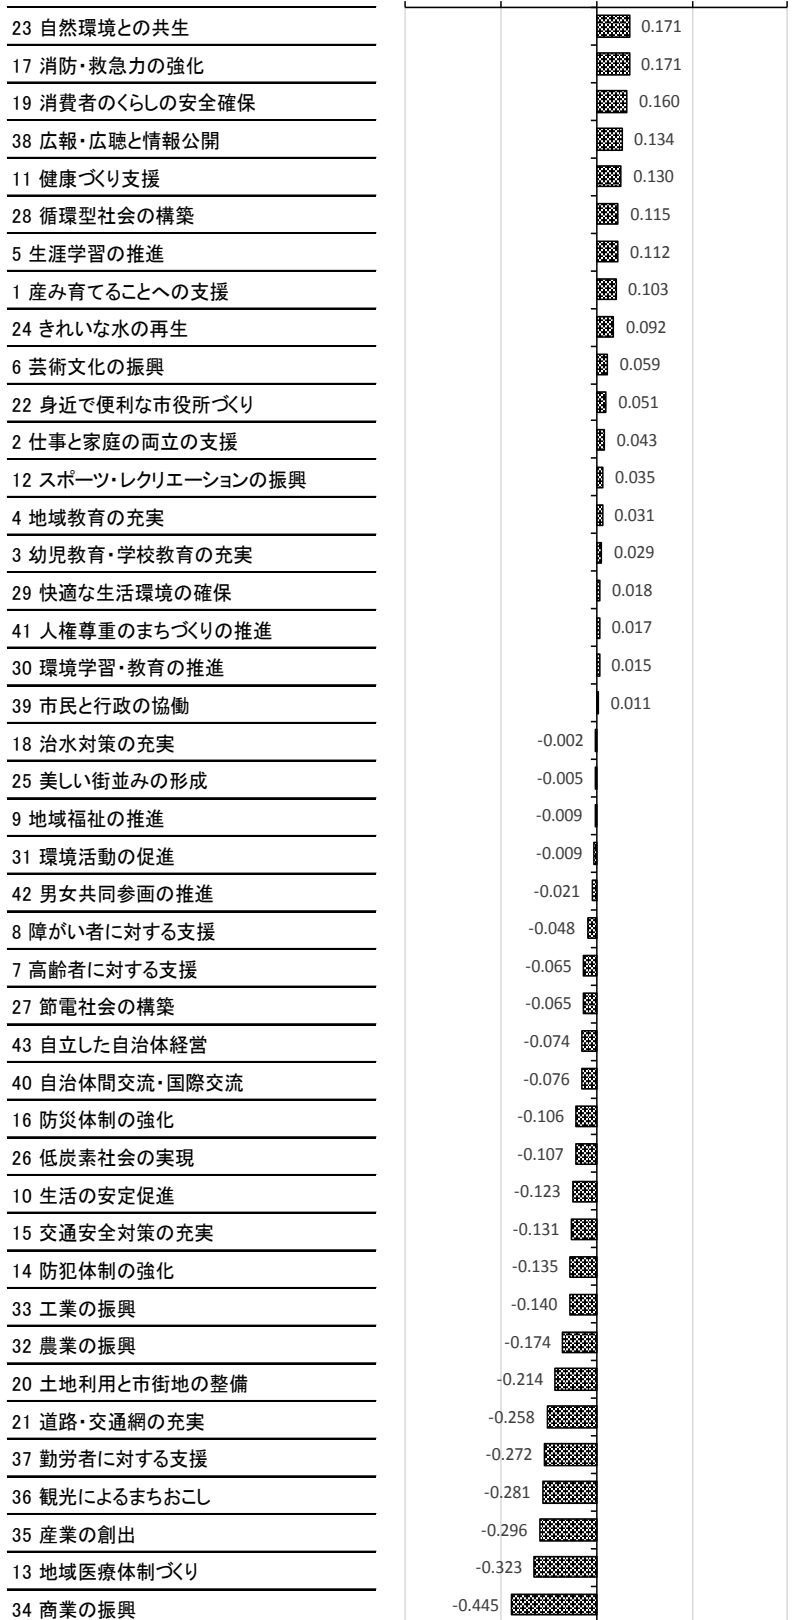 23 自然環境との共生 0.171
17 消防・救急力の強化 0.171
19 消費者のくらしの安全確保 0.160
38 広報・広聴と情報公開 0.134
11 健康づくり支援 0.130
28 循環型社会の構築 0.115
5 生涯学習の推進 0.112
1 産み育てることへの支援 0.103
24 きれいな水の再生 0.092
6 芸術文化の振興 0.059
22 身近で便利な市役所づくり 0.051
2 仕事と家庭の両立の支援 0.043
12 スポーツ・レクリエーションの振興 0.035
4 地域教育の充実 0.031
3 幼児教育・学校教育の充実 0.029
29 快適な生活環境の確保 0.018
41 人権尊重のまちづくりの推進 0.017
30 環境学習・教育の推進 0.015
39 市民と行政の協働 0.011
18 治水対策の充実 -0.002
25 美しい街並みの形成 -0.005
9 地域福祉の推進 -0.009
31 環境活動の促進 -0.009
42 男女共同参画の推進 -0.021
8 障がい者に対する支援 -0.048
7 高齢者に対する支援 -0.065
27 節電社会の構築 -0.065
43 自立した自治体経営 -0.074
40 自治体間交流・国際交流 -0.076
16 防災体制の強化 -0.106
26 低炭素社会の実現 -0.107
10 生活の安定促進 -0.123
15 交通安全対策の充実 -0.131
14 防犯体制の強化 -0.135
33 工業の振興 -0.140
32 農業の振興 -0.174
20 土地利用と市街地の整備 -0.214
21 道路・交通網の充実 -0.258
37 勤労者に対する支援 -0.272
36 観光によるまちおこし -0.281
35 産業の創出 -0.296
13 地域医療体制づくり -0.323
34 商業の振興 -0.445